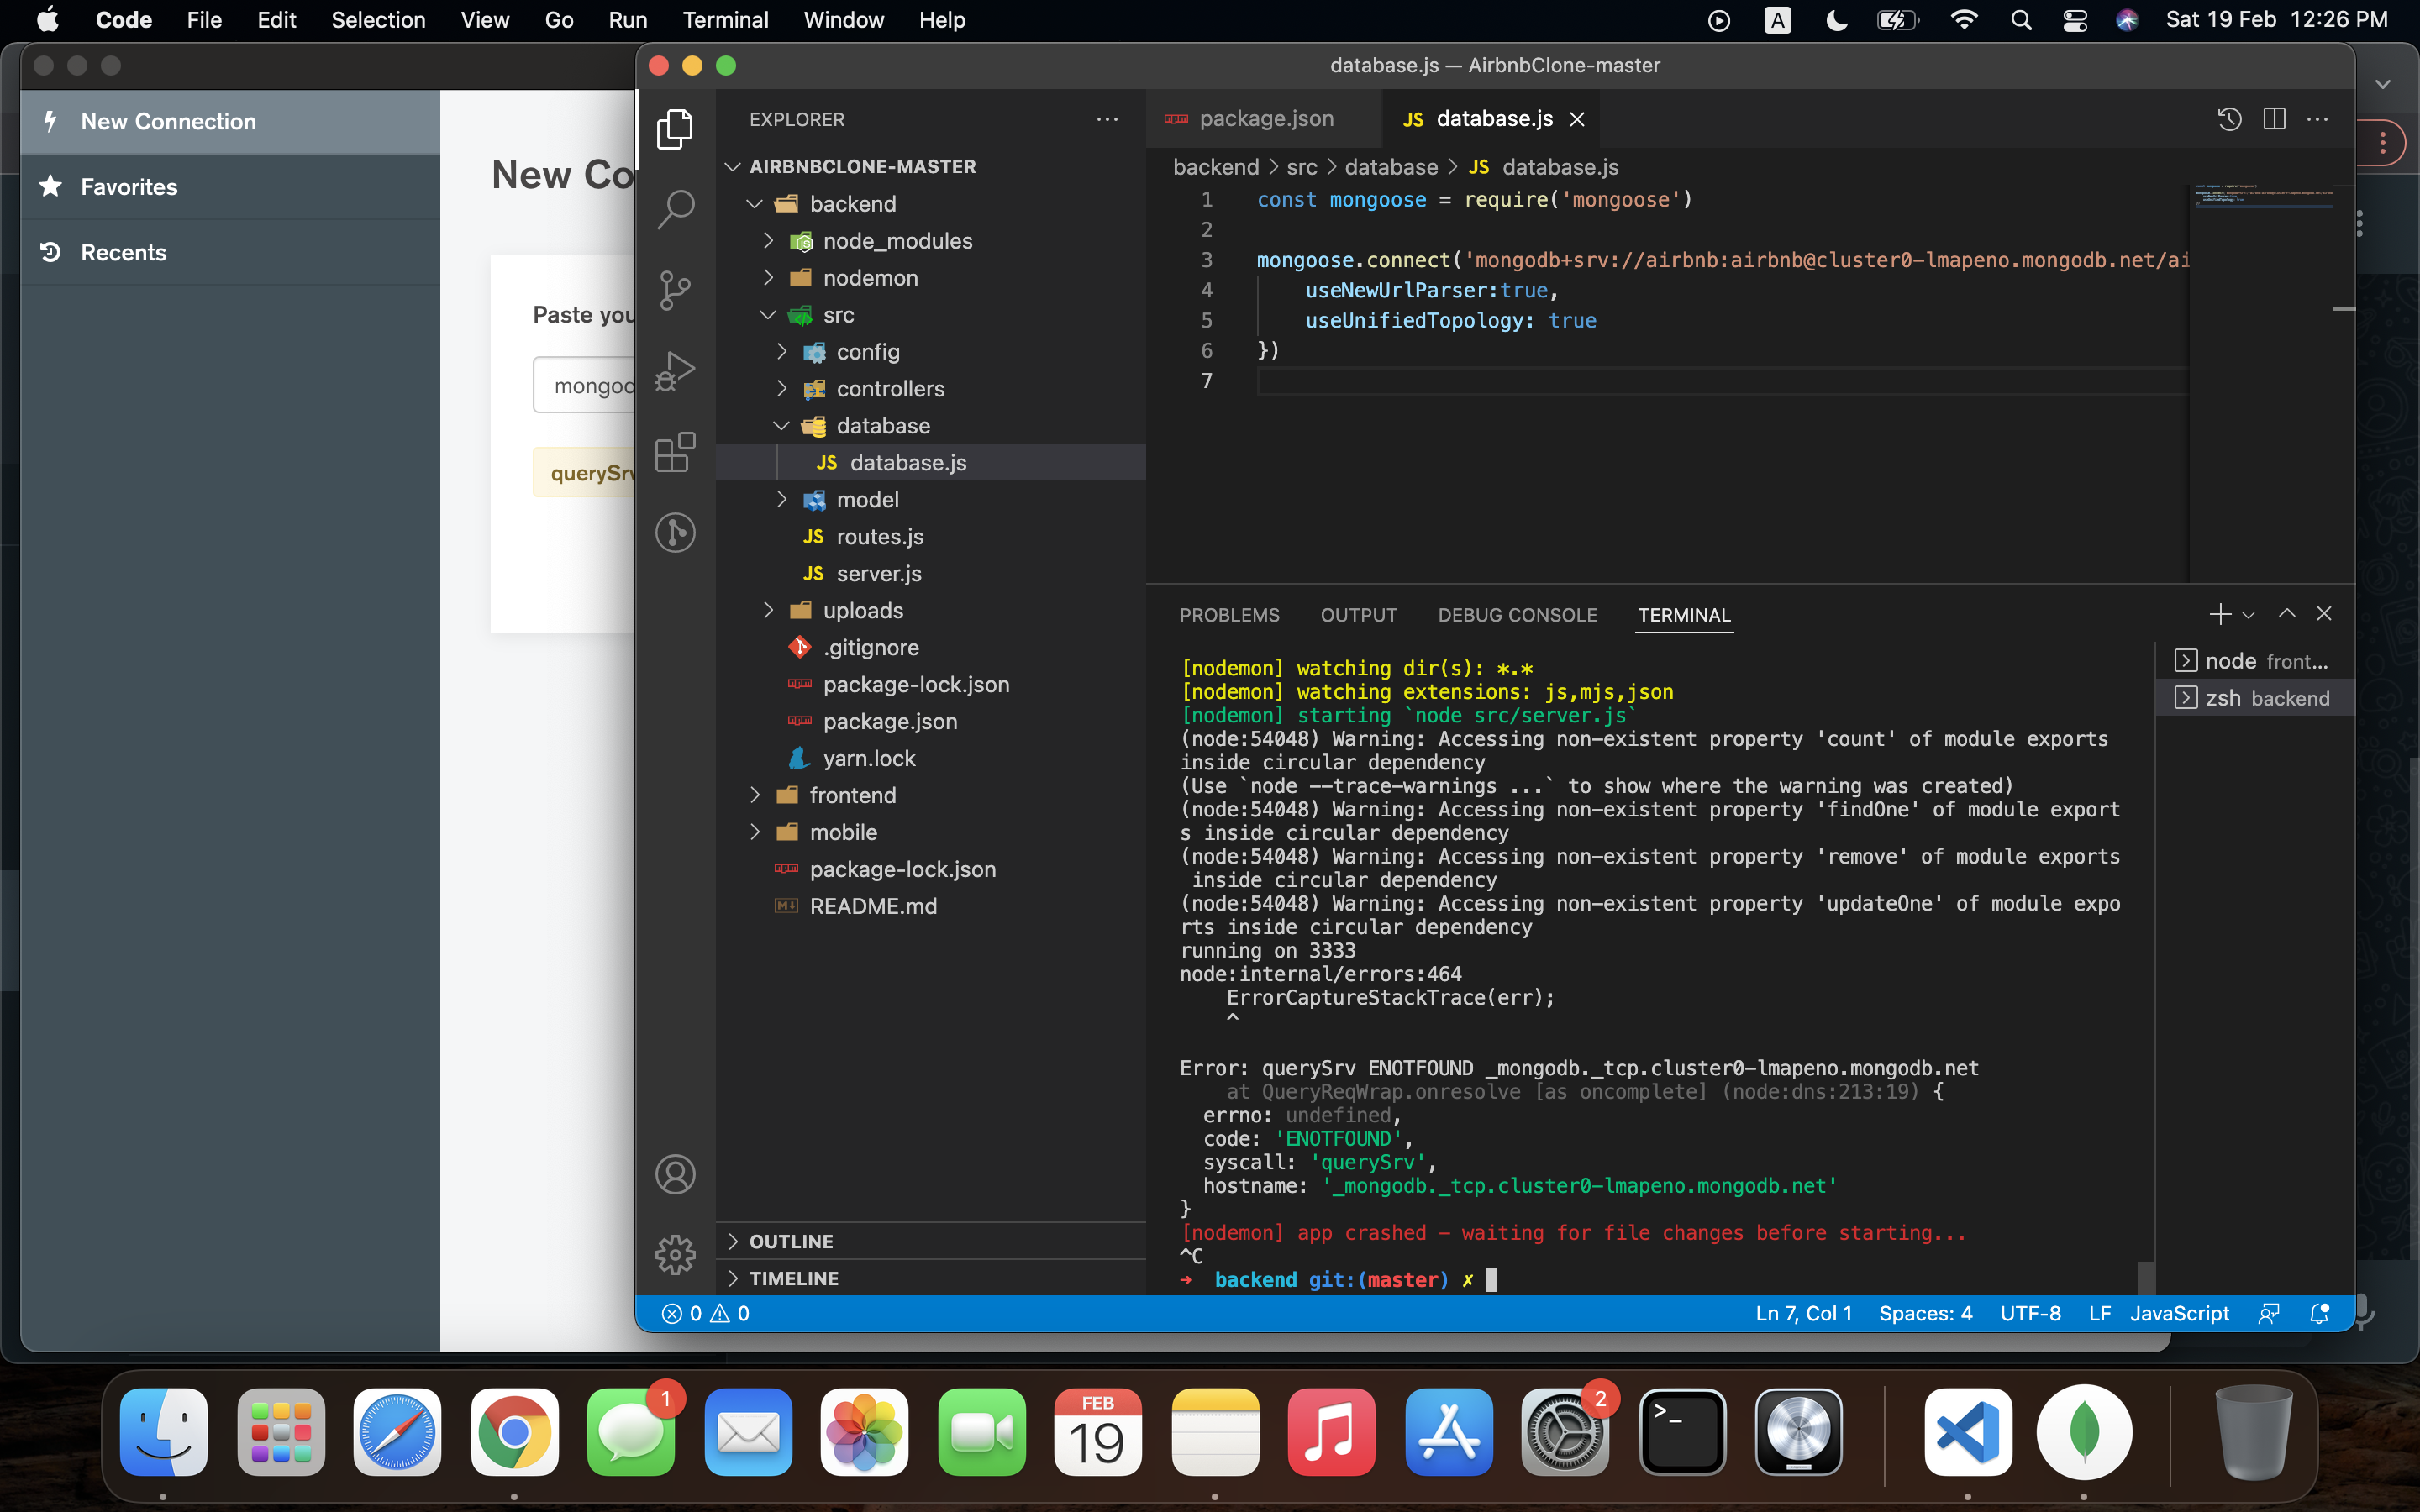 Code File Edit Selection View Go Run Terminal Window Help
A
Sat 19 Feb 12:26 PM
New Connection
Favorites
Recents
New Co
Paste you
mongod
querySrv
database.js — AirbnbClone-master
EXPLORER
AIRBNBCLONE-MASTER
backend
node_modules
nodemon
src
config
controllers
database
JS database.js
model
JS routes.js
JS server.js
uploads
.gitignore
package-lock.json
package.json
yarn.lock
frontend
mobile
package-lock.json
README.md
OUTLINE
TIMELINE
package.json
JS database.js
backend > src > database > JS database.js
1 const mongoose = require('mongoose')
2
3 mongoose.connect('mongodb+srv://airbnb:airbnb@cluster0-lmapeno.mongodb.net/ai
4 useNewUrlParser:true,
5 useUnifiedTopology: true
6 })
7
PROBLEMS OUTPUT DEBUG CONSOLE TERMINAL
[nodemon] watching dir(s): *.*
[nodemon] watching extensions: js,mjs,json
[nodemon] starting `node src/server.js`
(node:54048) Warning: Accessing non-existent property 'count' of module exports
inside circular dependency
(Use `node --trace-warnings ...` to show where the warning was created)
(node:54048) Warning: Accessing non-existent property 'findOne' of module export
s inside circular dependency
(node:54048) Warning: Accessing non-existent property 'remove' of module exports
inside circular dependency
(node:54048) Warning: Accessing non-existent property 'updateOne' of module expo
rts inside circular dependency
running on 3333
node:internal/errors:464
ErrorCaptureStackTrace(err);
^
Error: querySrv ENOTFOUND _mongodb._tcp.cluster0-lmapeno.mongodb.net
at QueryReqWrap.onresolve [as oncomplete] (node:dns:213:19) {
errno: undefined,
code: 'ENOTFOUND',
syscall: 'querySrv',
hostname: '_mongodb._tcp.cluster0-lmapeno.mongodb.net'
}
[nodemon] app crashed - waiting for file changes before starting...
^C
➜ backend git:(master) ✗
node front...
zsh backend
0 0
Ln 7, Col 1 Spaces: 4 UTF-8 LF JavaScript
1
FEB
19
2
>_